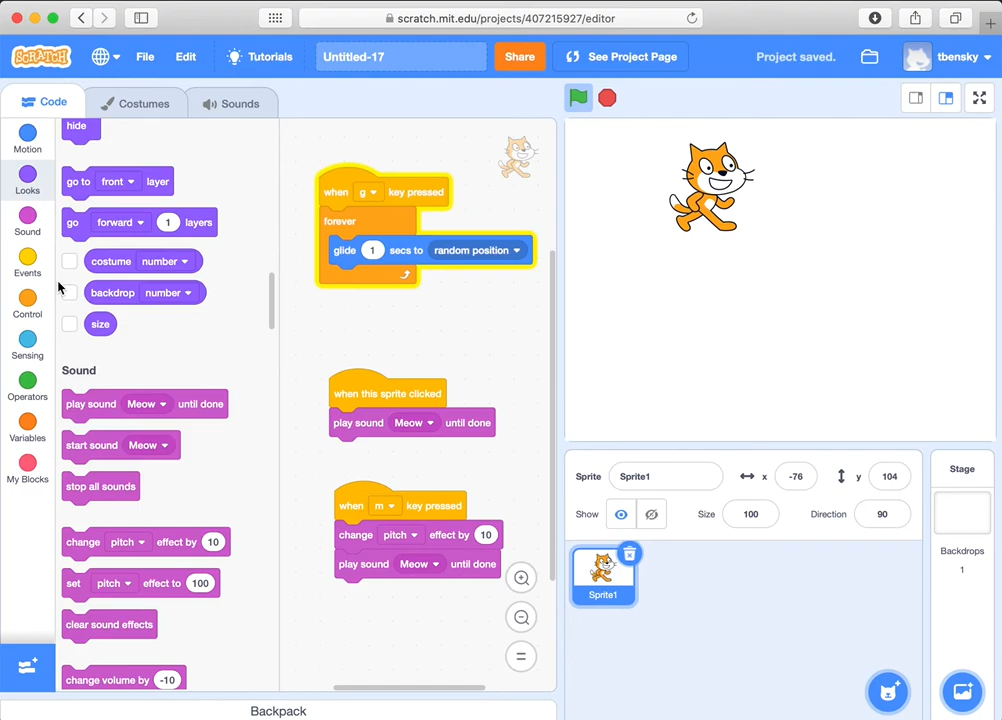 scratch.mit.edu/projects/407215927/editor
SCRATCH
File
Edit
Tutorials
Untitled-17
Share
See Project Page
Project saved.
tbensky
Code
Costumes
Sounds
Motion
Looks
Sound
Events
Control
Sensing
Operators
Variables
My Blocks
hide
go to front layer
go forward 1 layers
costume number
backdrop number
size
Sound
play sound Meow until done
start sound Meow
stop all sounds
change pitch effect by 10
set pitch effect to 100
clear sound effects
change volume by -10
when g key pressed
forever
glide 1 secs to random position
when this sprite clicked
play sound Meow until done
when m key pressed
change pitch effect by 10
play sound Meow until done
Backpack
Sprite Sprite1 x -76 y 104
Show Size 100 Direction 90
Sprite1
Stage
Backdrops
1